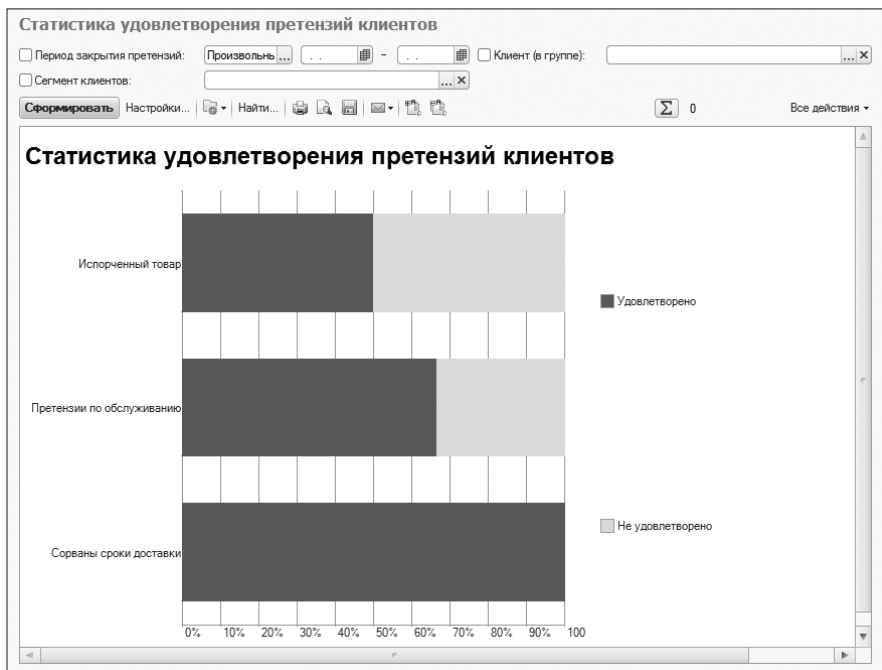 Статистика удовлетворения претензий клиентов
Период закрытия претензий: Произвольн ... . . – . . Клиент (в группе): ... ×
Сегмент клиентов: ... ×
Сформировать Настройки... Найти... Σ 0 Все действия
Статистика удовлетворения претензий клиентов
Испорченный товар
Удовлетворено
Претензии по обслуживанию
Не удовлетворено
Сорваны сроки доставки
0% 10% 20% 30% 40% 50% 60% 70% 80% 90% 100